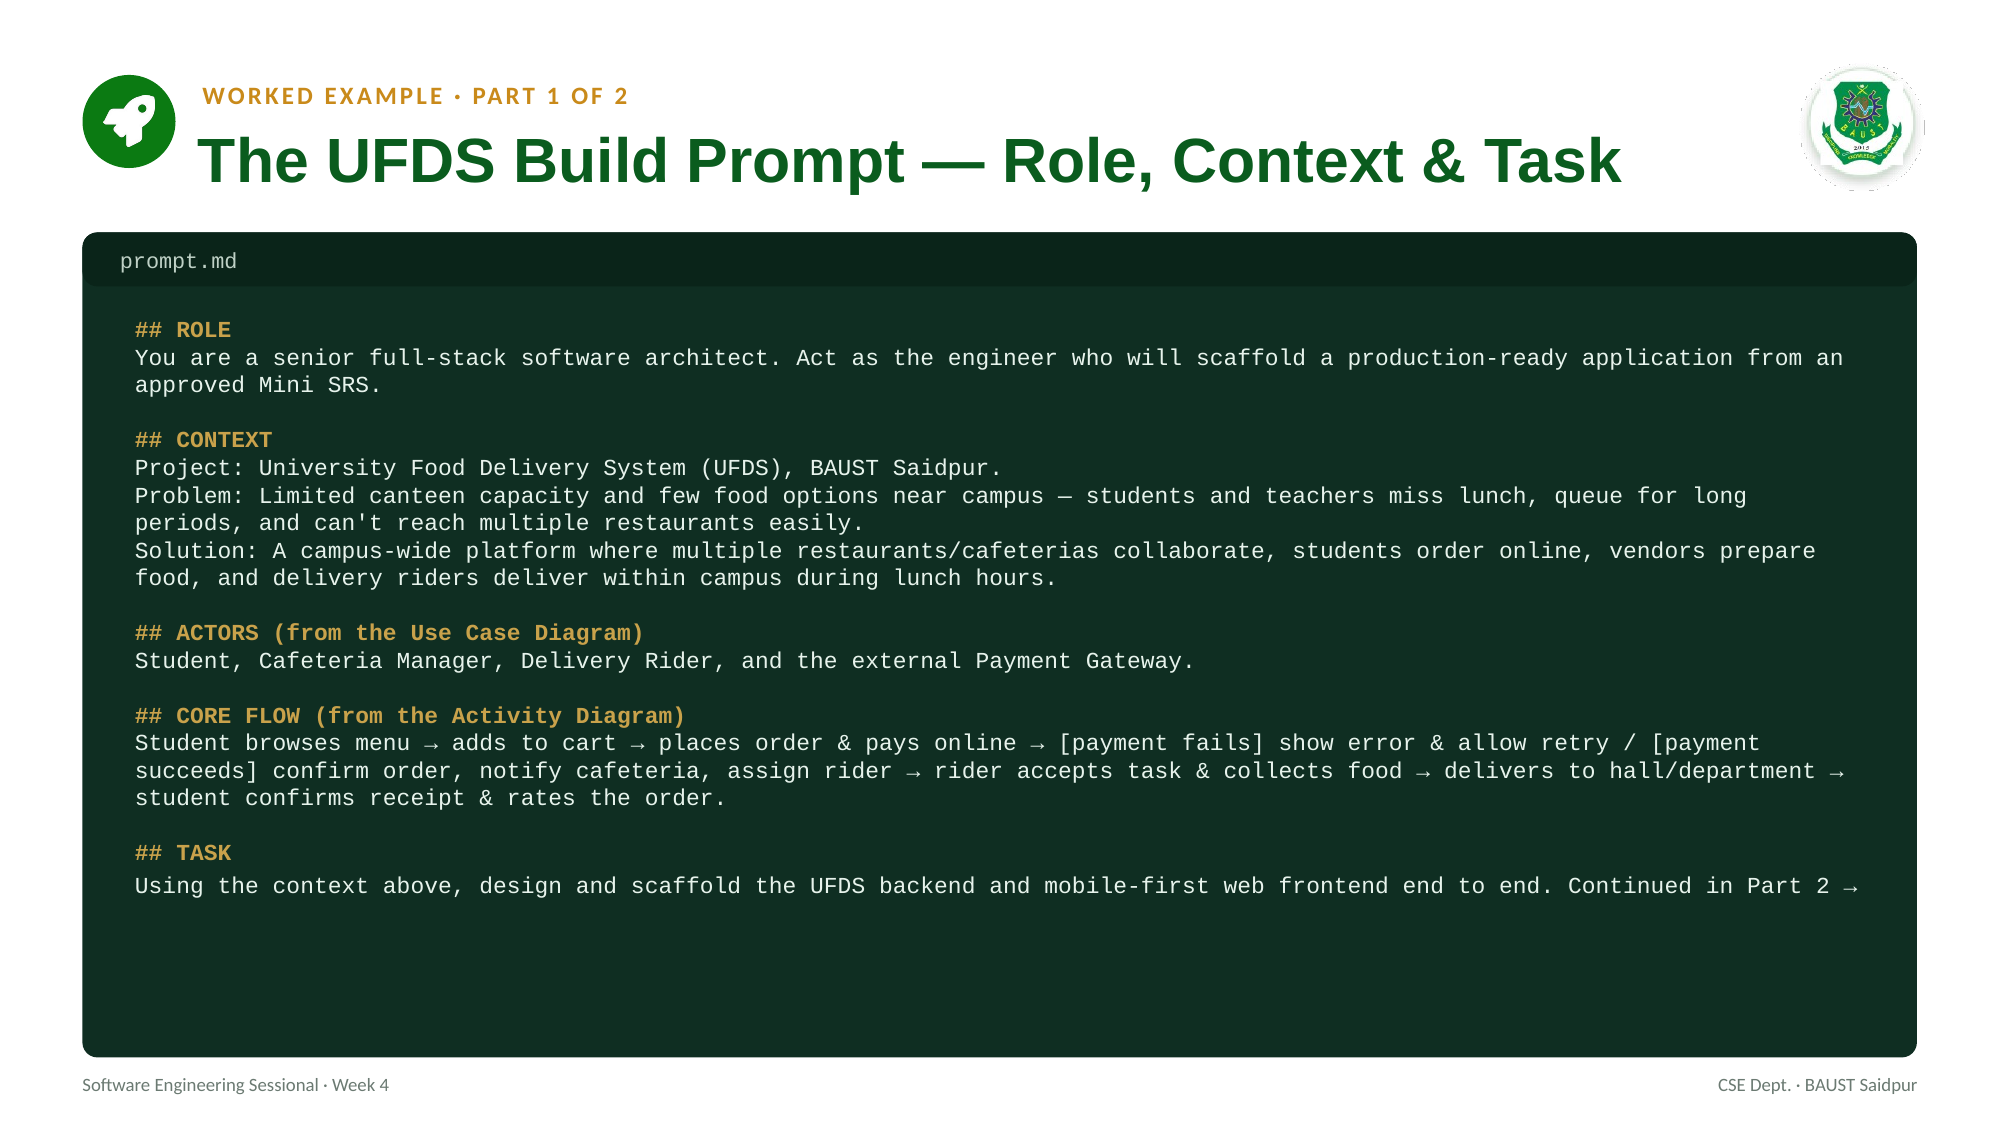 WORKED EXAMPLE · PART 1 OF 2
The UFDS Build Prompt — Role, Context & Task
BAUST
2015
prompt.md
## ROLE
You are a senior full-stack software architect. Act as the engineer who will scaffold a production-ready application from an
approved Mini SRS.
## CONTEXT
Project: University Food Delivery System (UFDS), BAUST Saidpur.
Problem: Limited canteen capacity and few food options near campus — students and teachers miss lunch, queue for long
periods, and can't reach multiple restaurants easily.
Solution: A campus-wide platform where multiple restaurants/cafeterias collaborate, students order online, vendors prepare
food, and delivery riders deliver within campus during lunch hours.
## ACTORS (from the Use Case Diagram)
Student, Cafeteria Manager, Delivery Rider, and the external Payment Gateway.
## CORE FLOW (from the Activity Diagram)
Student browses menu → adds to cart → places order & pays online → [payment fails] show error & allow retry / [payment
succeeds] confirm order, notify cafeteria, assign rider → rider accepts task & collects food → delivers to hall/department →
student confirms receipt & rates the order.
## TASK
Using the context above, design and scaffold the UFDS backend and mobile-first web frontend end to end. Continued in Part 2 →
Software Engineering Sessional · Week 4
CSE Dept. · BAUST Saidpur